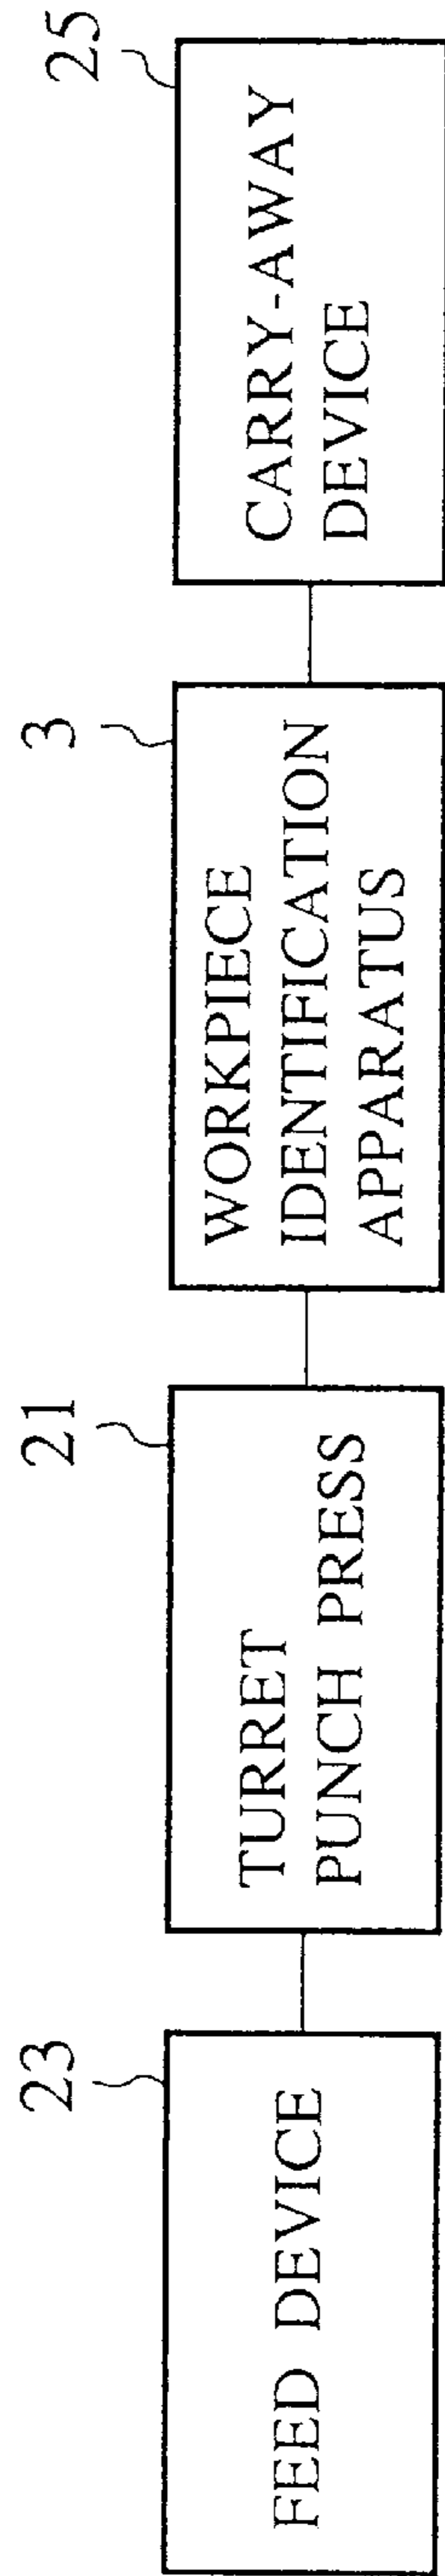 23
FEED DEVICE
21
TURRET
PUNCH PRESS
3
WORKPIECE
IDENTIFICATION
APPARATUS
25
CARRY-AWAY
DEVICE